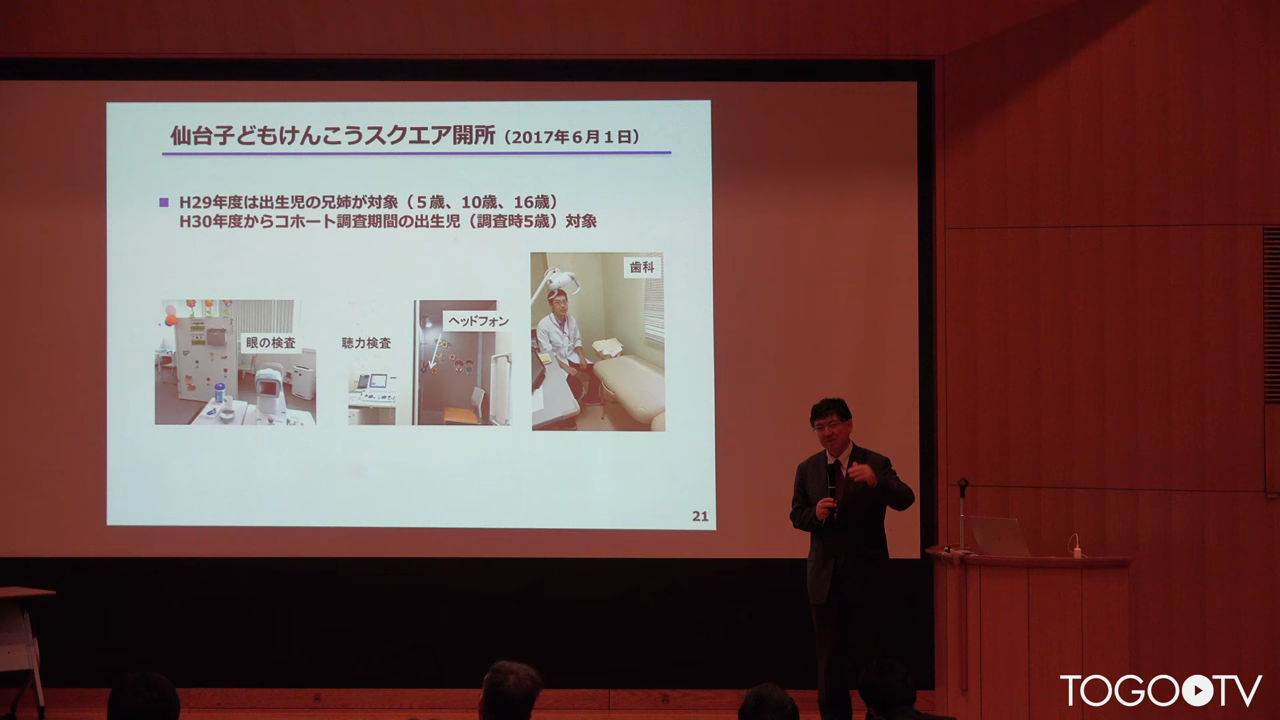 仙台子どもけんこうスクエア開所（2017年６月１日）
■ H29年度は出生児の兄姉が対象（５歳、10歳、16歳）
H30年度からコホート調査期間の出生児（調査時5歳）対象
歯科
ヘッドフォン
眼の検査
聴力検査
21
TOGOTV